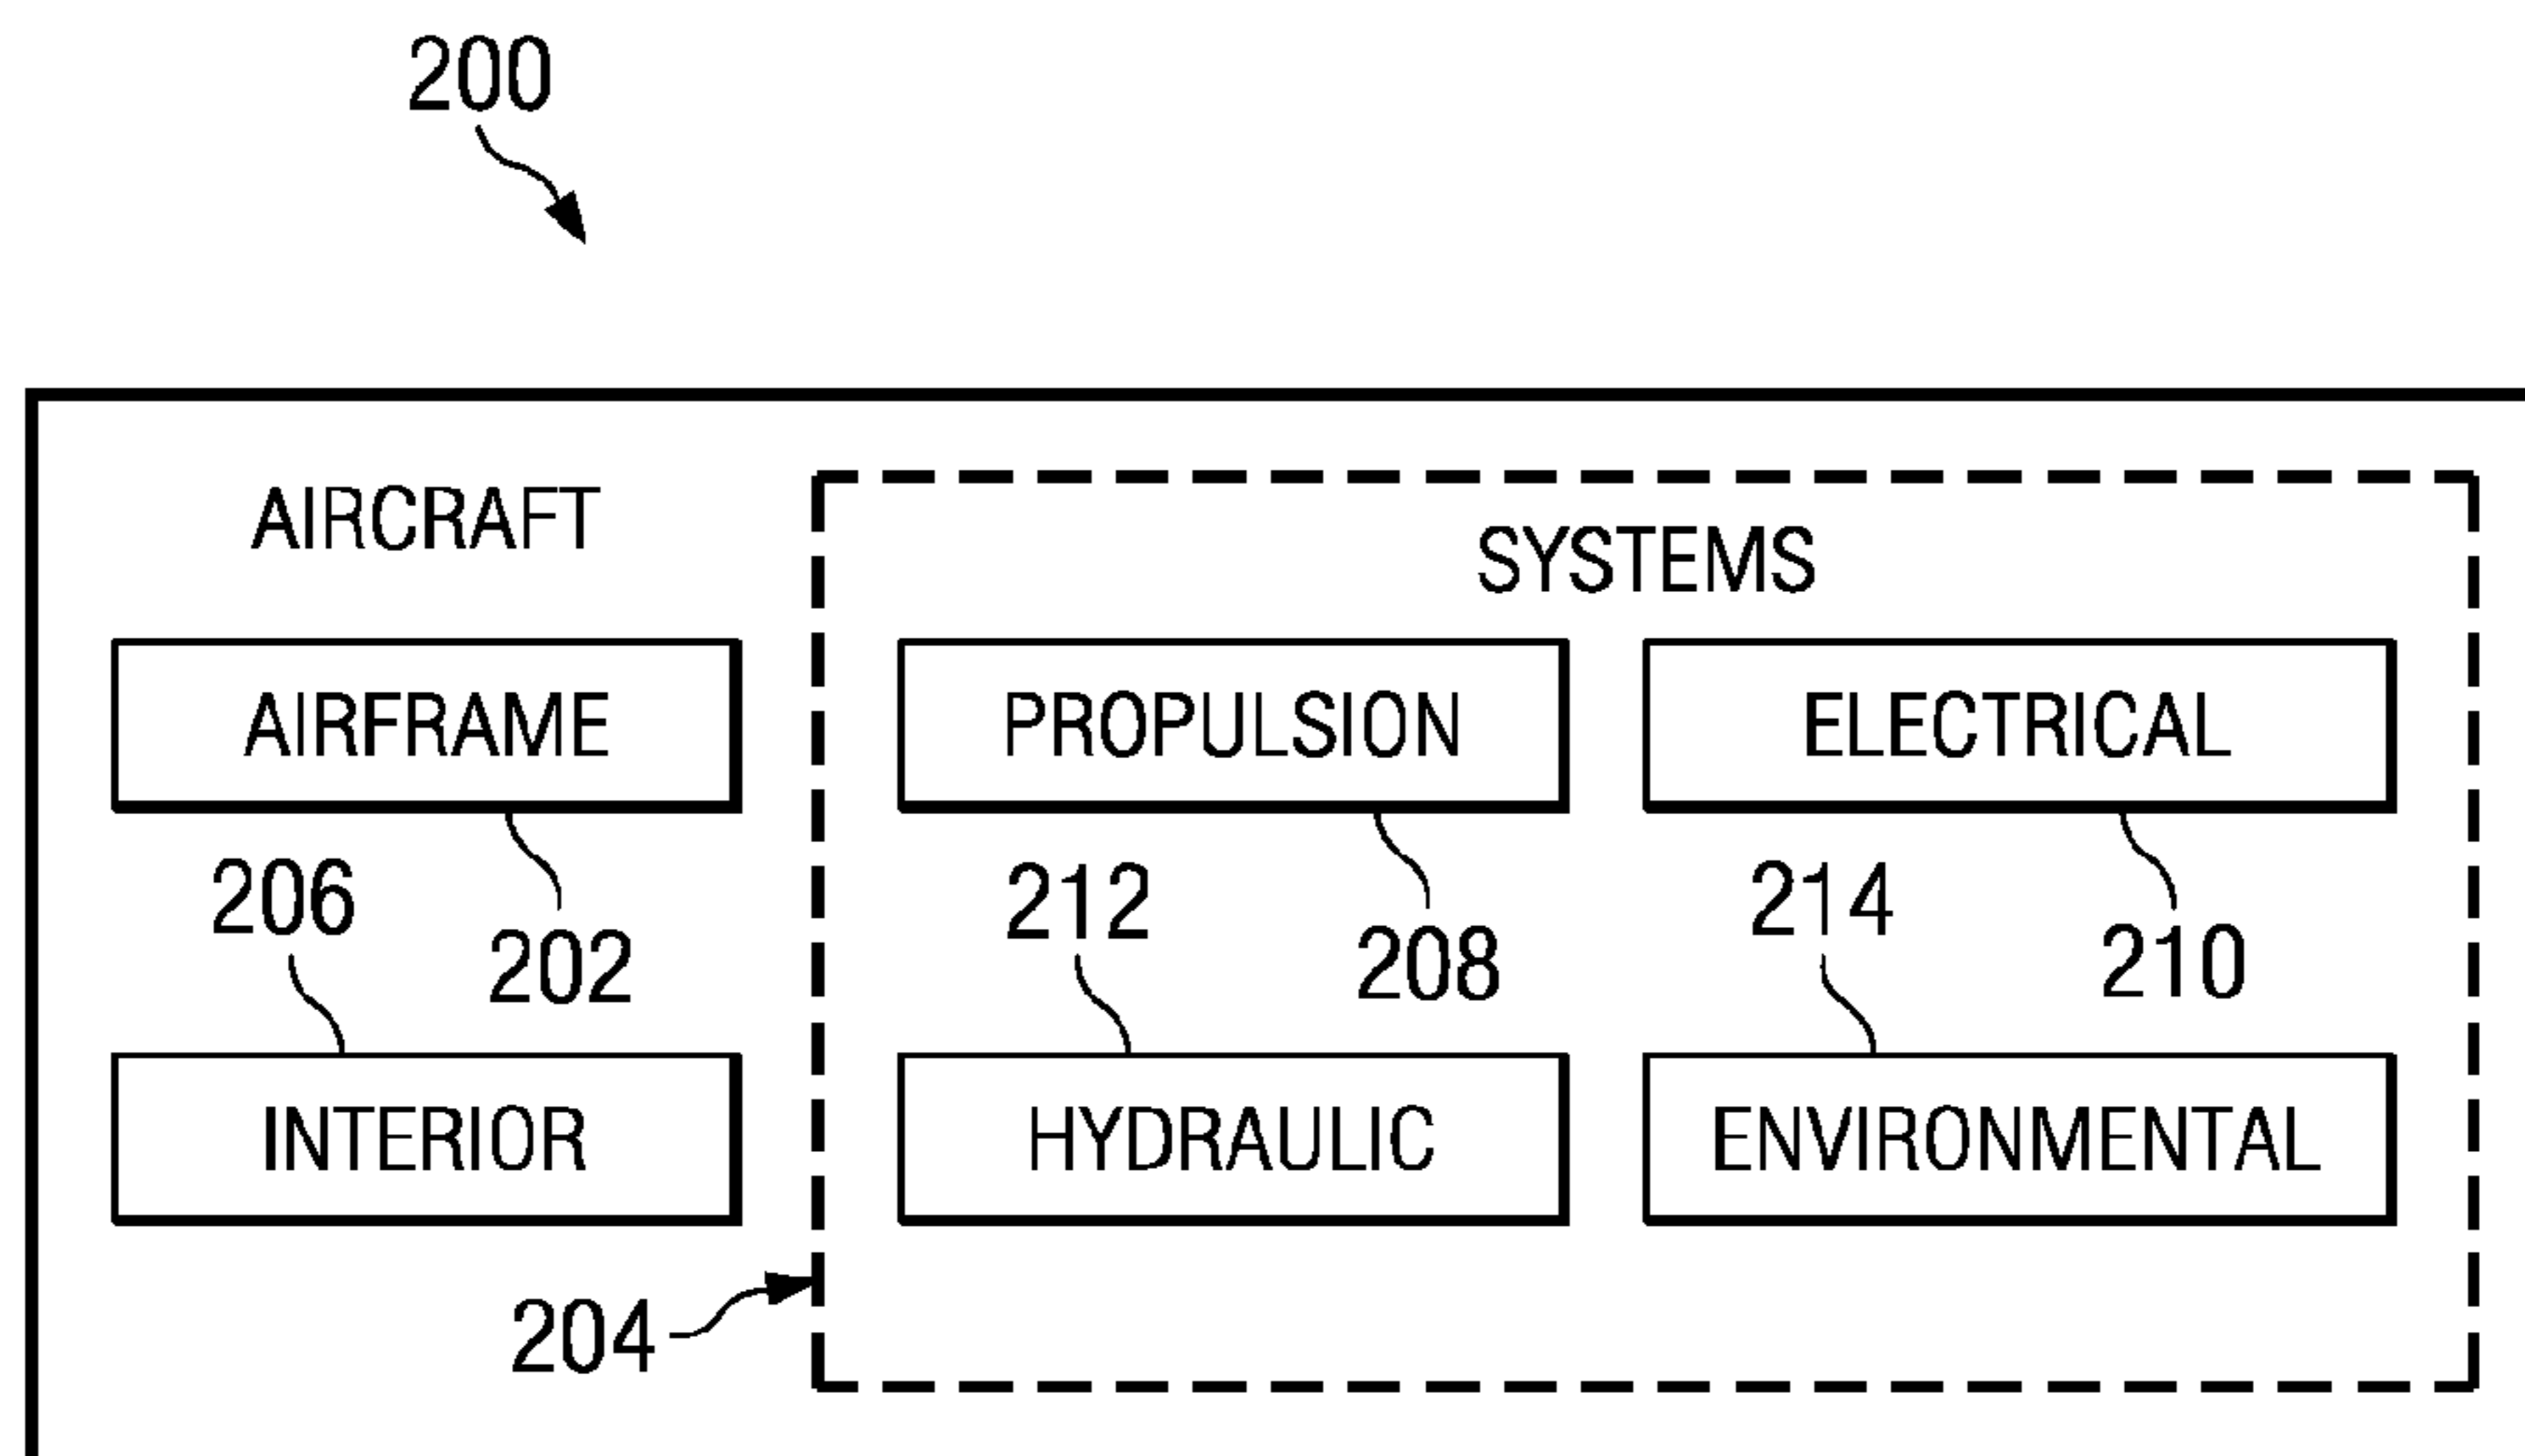 200
AIRCRAFT
SYSTEMS
AIRFRAME
PROPULSION
ELECTRICAL
206
202
212
208
214
210
INTERIOR
HYDRAULIC
ENVIRONMENTAL
204